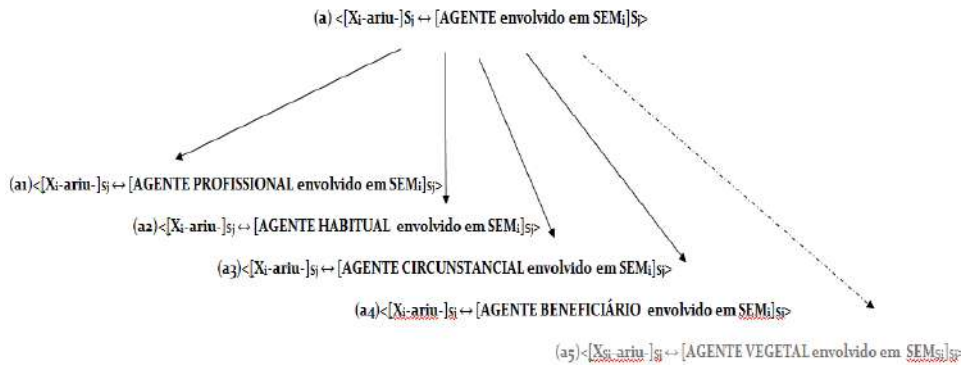 (a) <[Xi-ariu-]Sj ↔ [AGENTE envolvido em SEMi]Sj>
(a1)<[Xi-ariu-]Sj ↔ [AGENTE PROFISSIONAL envolvido em SEMi]Sj>
(a2)<[Xi-ariu-]Sj ↔ [AGENTE HABITUAL envolvido em SEMi]Sj>
(a3)<[Xi-ariu-]Sj ↔ [AGENTE CIRCUNSTANCIAL envolvido em SEMi]Sj>
(a4)<[Xi-ariu-]Sj ↔ [AGENTE BENEFICIÁRIO envolvido em SEMi]Sj>
(a5)<[XSi-ariu-]Sj ↔ [AGENTE VEGETAL envolvido em SEMSi]Sj>